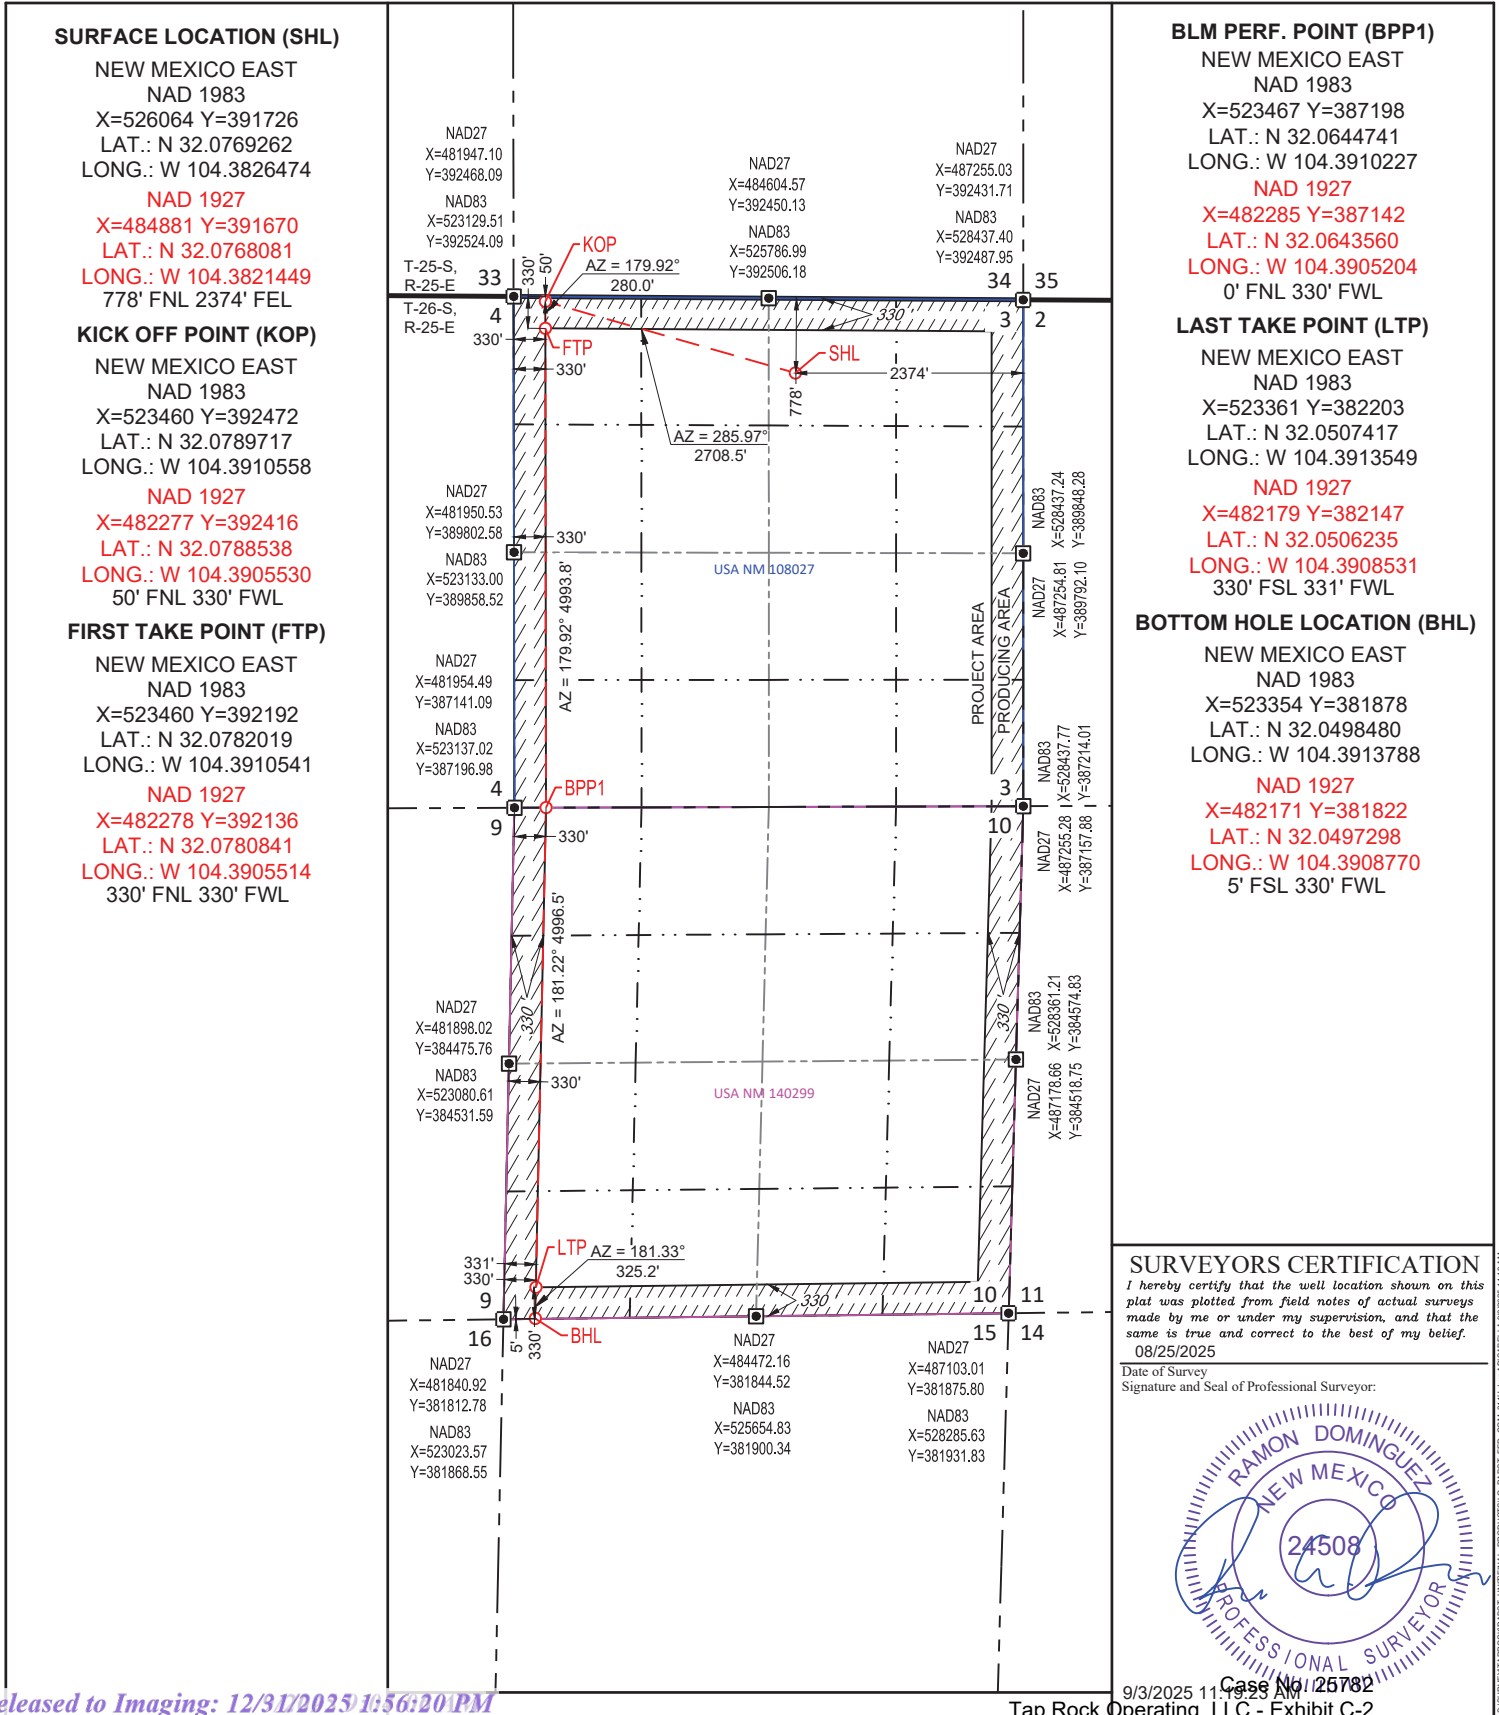 SURFACE LOCATION (SHL)
NEW MEXICO EAST
NAD 1983
X=526064 Y=391726
LAT.: N 32.0769262
LONG.: W 104.3826474
NAD 1927
X=484881 Y=391670
LAT.: N 32.0768081
LONG.: W 104.3821449
778' FNL 2374' FEL
KICK OFF POINT (KOP)
NEW MEXICO EAST
NAD 1983
X=523460 Y=392472
LAT.: N 32.0789717
LONG.: W 104.3910558
NAD 1927
X=482277 Y=392416
LAT.: N 32.0788538
LONG.: W 104.3905530
50' FNL 330' FWL
FIRST TAKE POINT (FTP)
NEW MEXICO EAST
NAD 1983
X=523460 Y=392192
LAT.: N 32.0782019
LONG.: W 104.3910541
NAD 1927
X=482278 Y=392136
LAT.: N 32.0780841
LONG.: W 104.3905514
330' FNL 330' FWL
NAD27
X=481947.10
Y=392468.09
NAD83
X=523129.51
Y=392524.09
NAD27
X=484604.57
Y=392450.13
NAD83
X=525786.99
Y=392506.18
NAD27
X=487255.03
Y=392431.71
NAD83
X=528437.40
Y=392487.95
T-25-S,
R-25-E
33
330'
50'
KOP
AZ = 179.92°
280.0'
34
35
T-26-S,
R-25-E
4
330
3
2
330'
FTP
330'
SHL
2374'
778'
AZ = 285.97°
2708.5'
NAD27
X=481950.53
Y=389802.58
NAD83
X=523133.00
Y=389858.52
330'
USA NM 108027
AZ = 179.92° 4993.8'
PROJECT AREA
PRODUCING AREA
NAD83
X=528437.24
Y=389848.28
NAD27
X=487254.81
Y=389792.10
NAD27
X=481954.49
Y=387141.09
NAD83
X=523137.02
Y=387196.98
NAD83
X=528437.77
Y=387214.01
NAD27
X=487255.28
Y=387157.88
4
BPP1
3
9
330'
10
AZ = 181.22° 4996.5'
330'
330'
NAD27
X=481898.02
Y=384475.76
NAD83
X=523080.61
Y=384531.59
330'
USA NM 140299
NAD83
X=528361.21
Y=384574.83
NAD27
X=487178.66
Y=384518.75
331'
330'
LTP
AZ = 181.33°
325.2'
9
330
10
11
16
5'
330'
BHL
15
14
NAD27
X=481840.92
Y=381812.78
NAD83
X=523023.57
Y=381868.55
NAD27
X=484472.16
Y=381844.52
NAD83
X=525654.83
Y=381900.34
NAD27
X=487103.01
Y=381875.80
NAD83
X=528285.63
Y=381931.83
BLM PERF. POINT (BPP1)
NEW MEXICO EAST
NAD 1983
X=523467 Y=387198
LAT.: N 32.0644741
LONG.: W 104.3910227
NAD 1927
X=482285 Y=387142
LAT.: N 32.0643560
LONG.: W 104.3905204
0' FNL 330' FWL
LAST TAKE POINT (LTP)
NEW MEXICO EAST
NAD 1983
X=523361 Y=382203
LAT.: N 32.0507417
LONG.: W 104.3913549
NAD 1927
X=482179 Y=382147
LAT.: N 32.0506235
LONG.: W 104.3908531
330' FSL 331' FWL
BOTTOM HOLE LOCATION (BHL)
NEW MEXICO EAST
NAD 1983
X=523354 Y=381878
LAT.: N 32.0498480
LONG.: W 104.3913788
NAD 1927
X=482171 Y=381822
LAT.: N 32.0497298
LONG.: W 104.3908770
5' FSL 330' FWL
SURVEYORS CERTIFICATION
I hereby certify that the well location shown on this
plat was plotted from field notes of actual surveys
made by me or under my supervision, and that the
same is true and correct to the best of my belief.
08/25/2025
Date of Survey
Signature and Seal of Professional Surveyor:
RAMON DOMINGUEZ
NEW MEXICO
24508
PROFESSIONAL SURVEYOR
9/3/2025 11:19:23 AM
Case No. 25782
Tap Rock Operating, LLC - Exhibit C-2
eleased to Imaging: 12/31/2025 1:56:20 PM